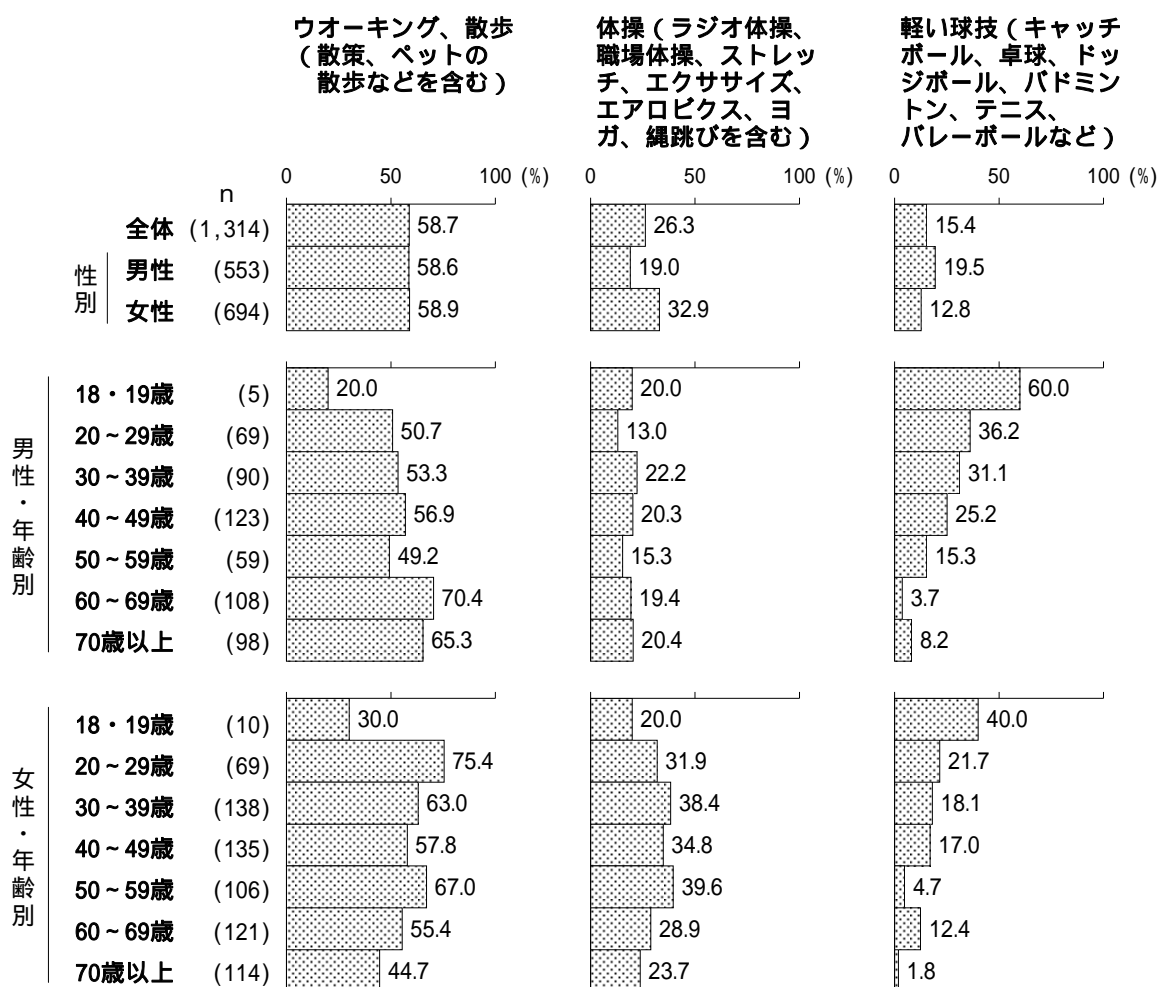 ウオーキング、散歩
（散策、ペットの
散歩などを含む）
体操（ラジオ体操、
職場体操、ストレッ
チ、エクササイズ、
エアロビクス、ヨ
ガ、縄跳びを含む）
軽い球技（キャッチ
ボール、卓球、ドッ
ジボール、バドミン
トン、テニス、
バレーボールなど）
n 0 50 100 (%) 0 50 100 (%) 0 50 100 (%)
全体 (1,314) 58.7 26.3 15.4
性別
男性 (553) 58.6 19.0 19.5
女性 (694) 58.9 32.9 12.8
男性・年齢別
18・19歳 (5) 20.0 20.0 60.0
20～29歳 (69) 50.7 13.0 36.2
30～39歳 (90) 53.3 22.2 31.1
40～49歳 (123) 56.9 20.3 25.2
50～59歳 (59) 49.2 15.3 15.3
60～69歳 (108) 70.4 19.4 3.7
70歳以上 (98) 65.3 20.4 8.2
女性・年齢別
18・19歳 (10) 30.0 20.0 40.0
20～29歳 (69) 75.4 31.9 21.7
30～39歳 (138) 63.0 38.4 18.1
40～49歳 (135) 57.8 34.8 17.0
50～59歳 (106) 67.0 39.6 4.7
60～69歳 (121) 55.4 28.9 12.4
70歳以上 (114) 44.7 23.7 1.8